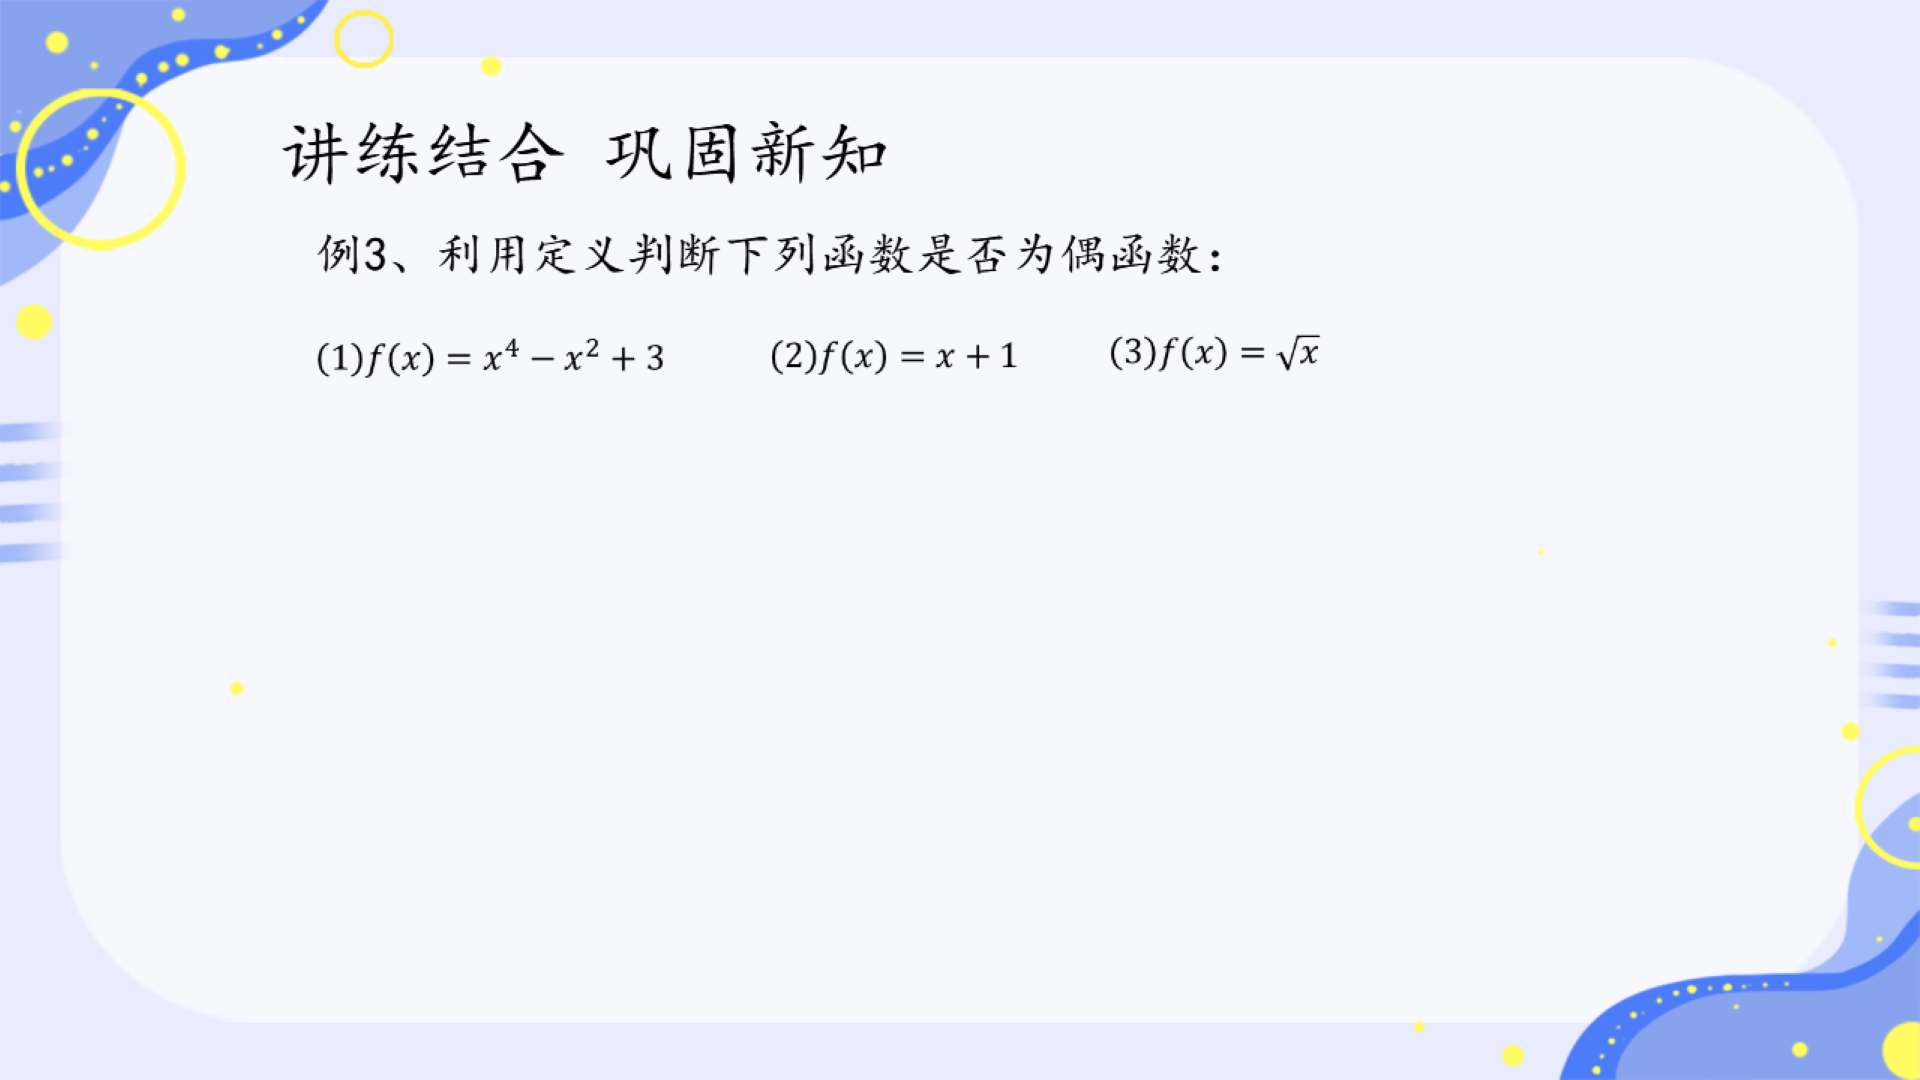 讲练结合 巩固新知
例3、利用定义判断下列函数是否为偶函数：
(1)f(x) = x⁴ − x² + 3 (2)f(x) = x + 1 (3)f(x) = √x